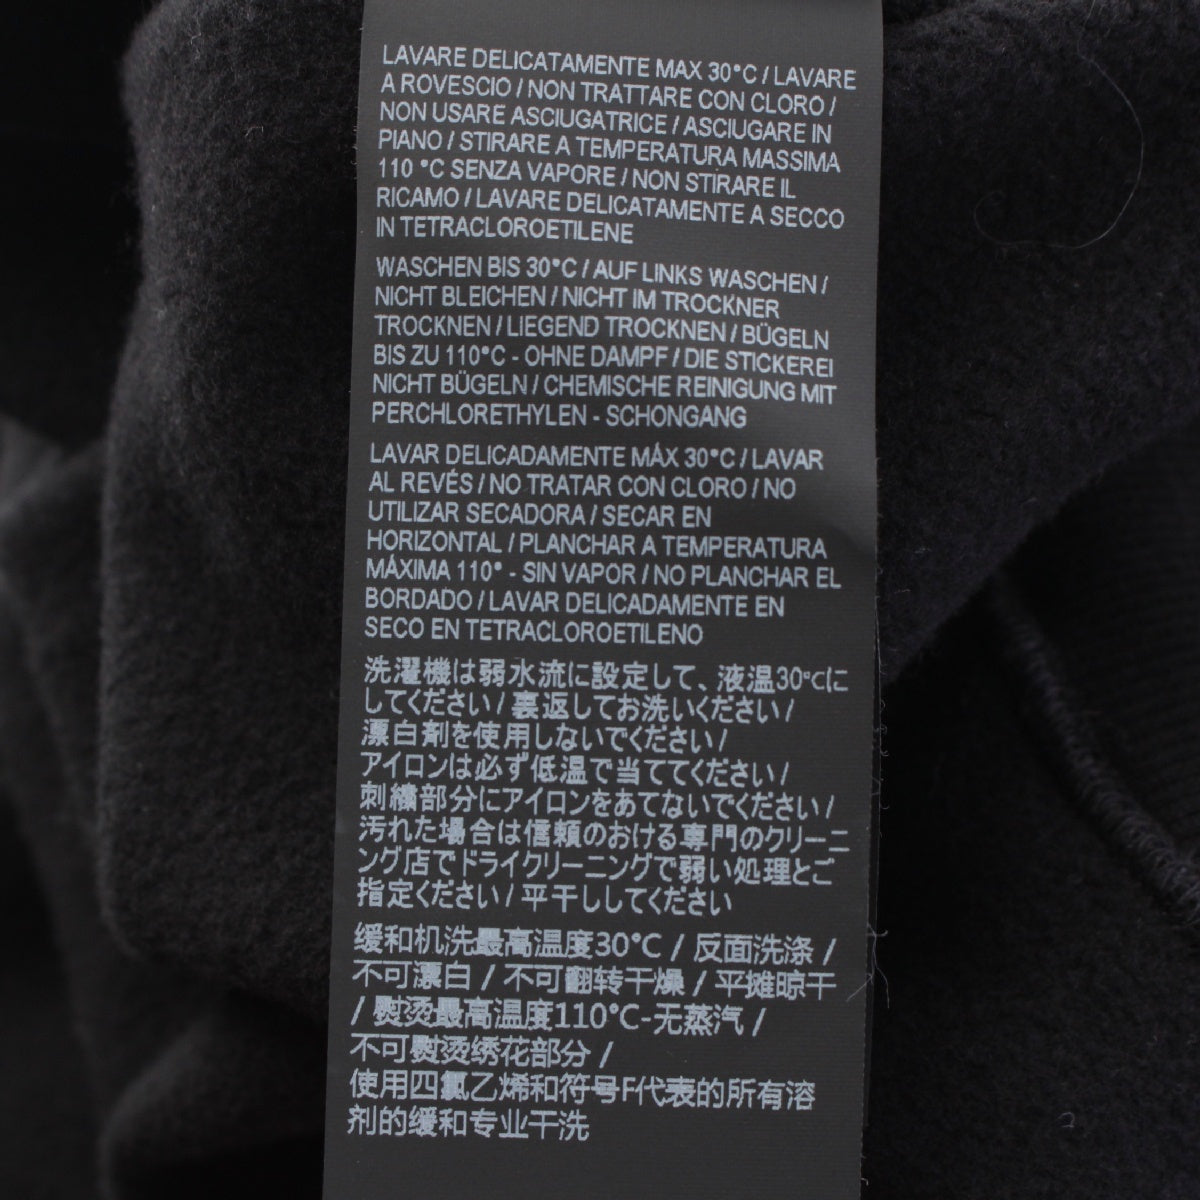 LAVARE DELICATAMENTE MAX 30°C / LAVARE
A ROVESCIO / NON TRATTARE CON CLORO /
NON USARE ASCIUGATRICE / ASCIUGARE IN
PIANO / STIRARE A TEMPERATURA MASSIMA
110 °C SENZA VAPORE / NON STIRARE IL
RICAMO / LAVARE DELICATAMENTE A SECCO
IN TETRACLOROETILENE
WASCHEN BIS 30°C / AUF LINKS WASCHEN /
NICHT BLEICHEN / NICHT IM TROCKNER
TROCKNEN / LIEGEND TROCKNEN / BÜGELN
BIS ZU 110°C - OHNE DAMPF / DIE STICKEREI
NICHT BÜGELN / CHEMISCHE REINIGUNG MIT
PERCHLORETHYLEN - SCHONGANG
LAVAR DELICADAMENTE MÁX 30°C / LAVAR
AL REVÉS / NO TRATAR CON CLORO / NO
UTILIZAR SECADORA / SECAR EN
HORIZONTAL / PLANCHAR A TEMPERATURA
MÁXIMA 110° - SIN VAPOR / NO PLANCHAR EL
BORDADO / LAVAR DELICADAMENTE EN
SECO EN TETRACLOROETILENO
洗濯機は弱水流に設定して、液温30℃に
してください / 裏返してお洗いください /
漂白剤を使用しないでください /
アイロンは必ず低温で当ててください /
刺繍部分にアイロンをあてないでください /
汚れた場合は信頼のおける専門のクリーニ
ング店でドライクリーニングで弱い処理とご
指定ください / 平干ししてください
缓和机洗最高温度30°C / 反面洗涤 /
不可漂白 / 不可翻转干燥 / 平摊晾干
/ 熨烫最高温度110°C-无蒸汽 /
不可熨烫绣花部分 /
使用四氯乙烯和符号F代表的所有溶
剂的缓和专业干洗